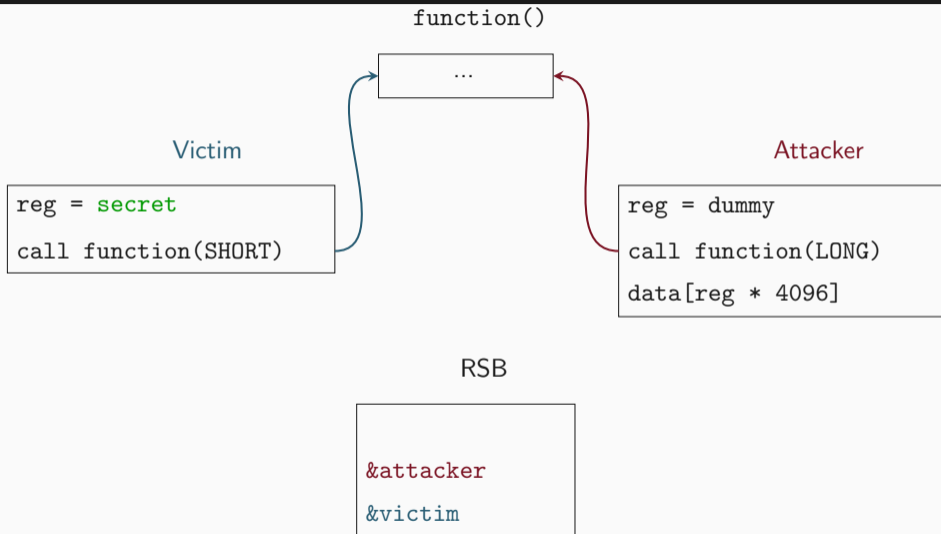 function()
...
Victim
Attacker
reg = secret
call function(SHORT)
reg = dummy
call function(LONG)
data[reg * 4096]
RSB
&attacker
&victim